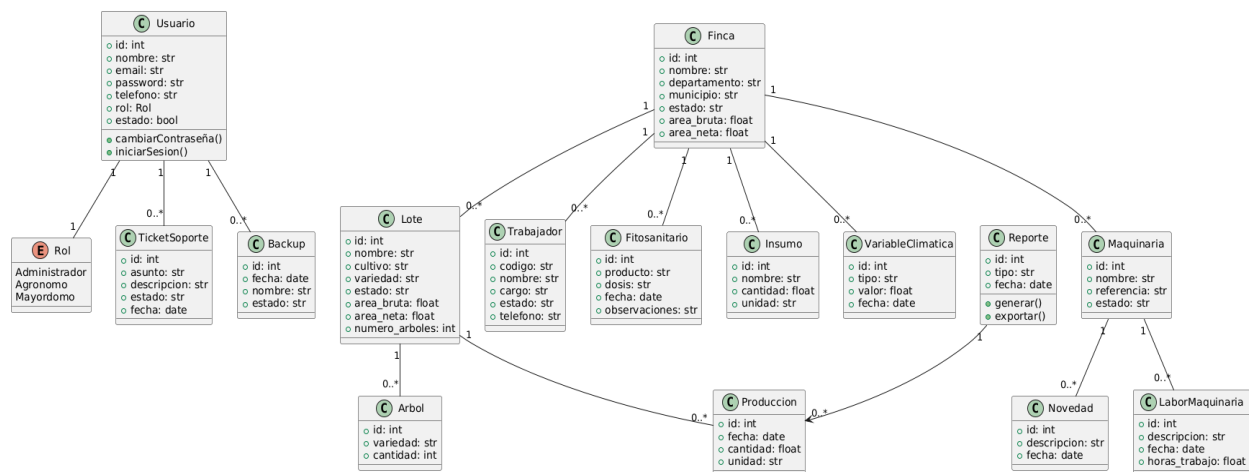 C Usuario
id: int
nombre: str
email: str
password: str
telefono: str
rol: Rol
estado: bool
cambiarContraseña()
iniciarSesion()
1
1
1
1
0..*
0..*
E Rol
Administrador
Agronomo
Mayordomo
C TicketSoporte
id: int
asunto: str
descripcion: str
estado: str
fecha: date
C Backup
id: int
fecha: date
nombre: str
estado: str
C Finca
id: int
nombre: str
departamento: str
municipio: str
estado: str
area_bruta: float
area_neta: float
1
1
1
1
1
1
0..*
0..*
0..*
0..*
0..*
0..*
C Lote
id: int
nombre: str
cultivo: str
variedad: str
estado: str
area_bruta: float
area_neta: float
numero_arboles: int
C Trabajador
id: int
codigo: str
nombre: str
cargo: str
estado: str
telefono: str
C Fitosanitario
id: int
producto: str
dosis: str
fecha: date
observaciones: str
C Insumo
id: int
nombre: str
cantidad: float
unidad: str
C VariableClimatica
id: int
tipo: str
valor: float
fecha: date
C Reporte
id: int
tipo: str
fecha: date
generar()
exportar()
C Maquinaria
id: int
nombre: str
referencia: str
estado: str
1
1
1
1
1
0..*
0..*
0..*
0..*
0..*
C Arbol
id: int
variedad: str
cantidad: int
C Produccion
id: int
fecha: date
cantidad: float
unidad: str
C Novedad
id: int
descripcion: str
fecha: date
C LaborMaquinaria
id: int
descripcion: str
fecha: date
horas_trabajo: float